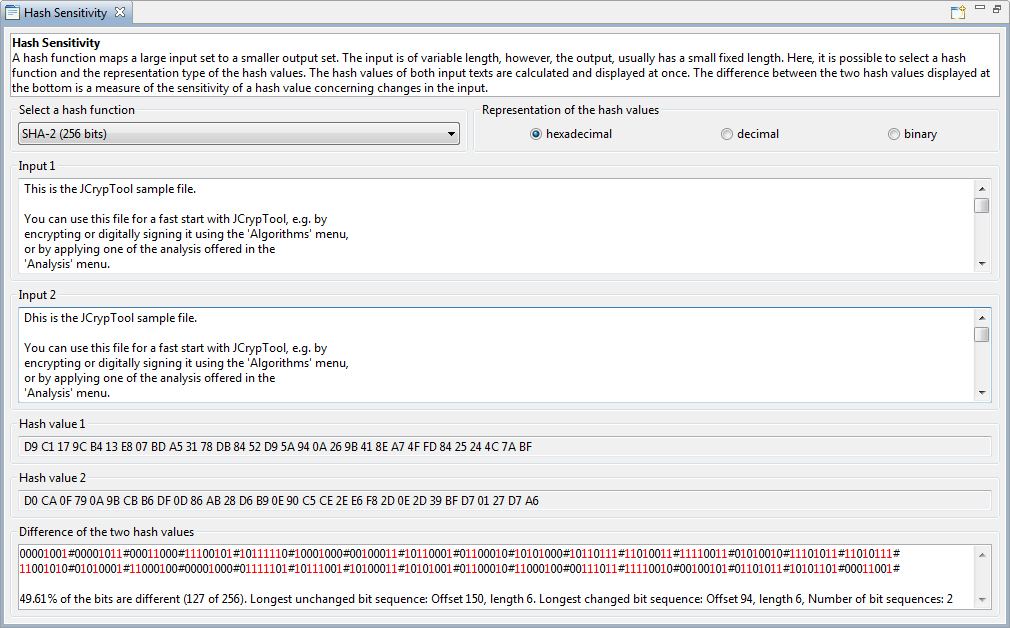 Hash Sensitivity
Hash Sensitivity
A hash function maps a large input set to a smaller output set. The input is of variable length, however, the output, usually has a small fixed length. Here, it is possible to select a hash
function and the representation type of the hash values. The hash values of both input texts are calculated and displayed at once. The difference between the two hash values displayed at
the bottom is a measure of the sensitivity of a hash value concerning changes in the input.
Select a hash function
SHA-2 (256 bits)
Representation of the hash values
hexadecimal decimal binary
Input 1
This is the JCrypTool sample file.
You can use this file for a fast start with JCrypTool, e.g. by
encrypting or digitally signing it using the 'Algorithms' menu,
or by applying one of the analysis offered in the
'Analysis' menu.
Input 2
Dhis is the JCrypTool sample file.
You can use this file for a fast start with JCrypTool, e.g. by
encrypting or digitally signing it using the 'Algorithms' menu,
or by applying one of the analysis offered in the
'Analysis' menu.
Hash value 1
D9 C1 17 9C B4 13 E8 07 BD A5 31 78 DB 84 52 D9 5A 94 0A 26 9B 41 8E A7 4F FD 84 25 24 4C 7A BF
Hash value 2
D0 CA 0F 79 0A 9B CB B6 DF 0D 86 AB 28 D6 B9 0E 90 C5 CE 2E E6 F8 2D 0E 2D 39 BF D7 01 27 D7 A6
Difference of the two hash values
00001001#00001011#00011000#11100101#10111110#10001000#00100011#10110001#01100010#10101000#10110111#11010011#11110011#01010010#11101011#11010111#
11001010#01010001#11000100#00001000#01111101#10111001#10100011#10101001#01100010#11000100#00111011#11110010#00100101#01101011#10101101#00011001#
49.61% of the bits are different (127 of 256). Longest unchanged bit sequence: Offset 150, length 6. Longest changed bit sequence: Offset 94, length 6, Number of bit sequences: 2